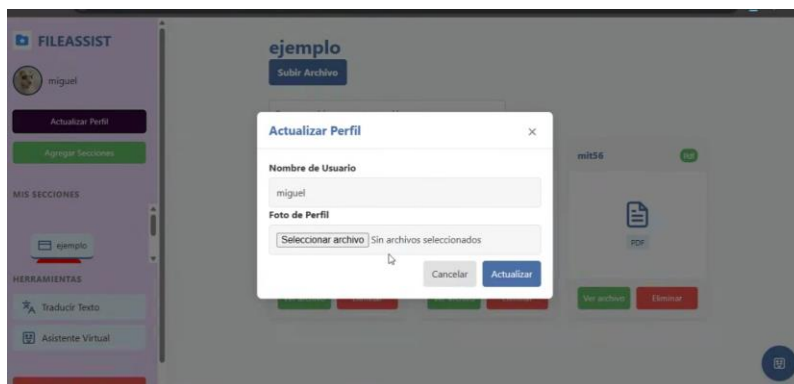 FILEASSIST
miguel
Actualizar Perfil
Agregar Secciones
MIS SECCIONES
ejemplo
HERRAMIENTAS
Traducir Texto
Asistente Virtual
ejemplo
Subir Archivo
Actualizar Perfil
×
Nombre de Usuario
miguel
Foto de Perfil
Seleccionar archivo Sin archivos seleccionados
Cancelar
Actualizar
mit56
PDF
Ver archivo
Eliminar